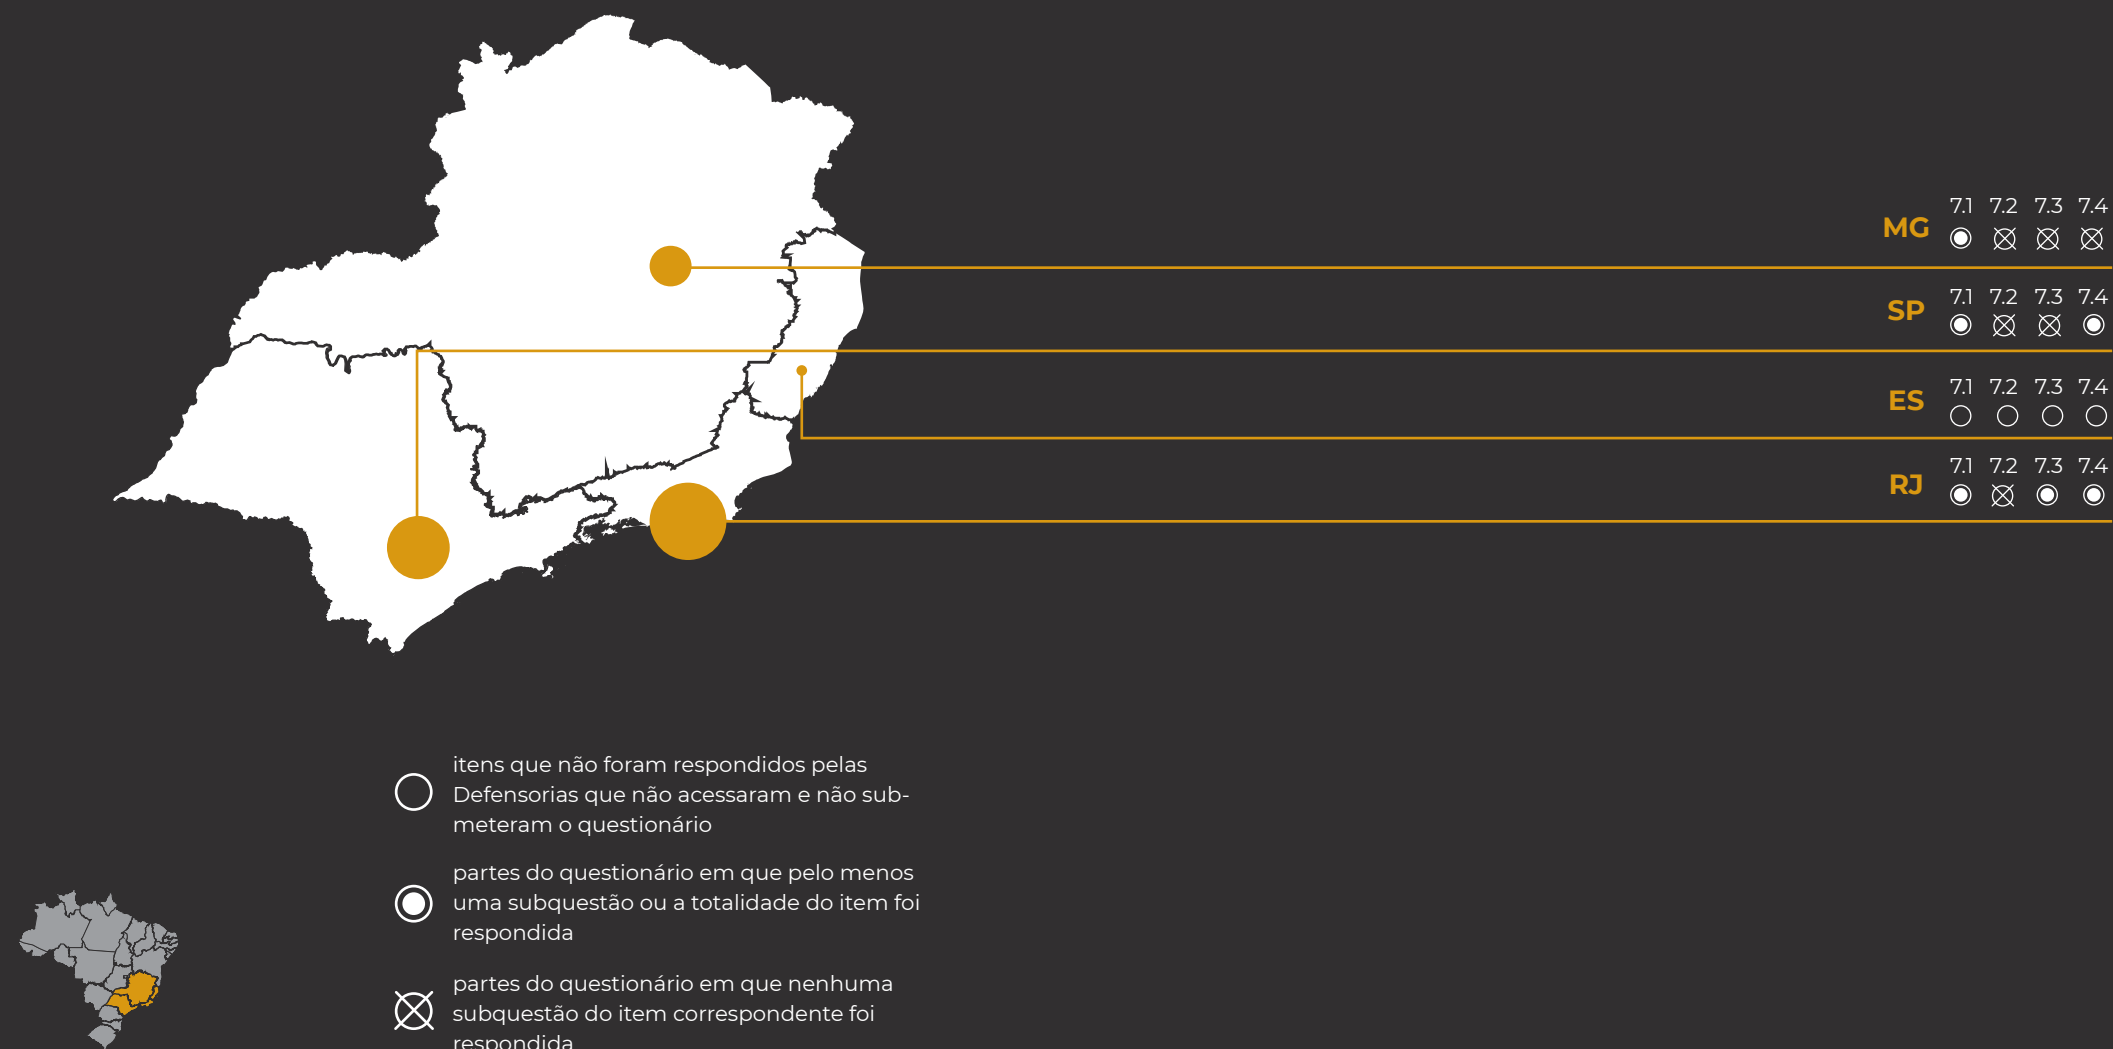 7.1 7.2 7.3 7.4
MG
7.1 7.2 7.3 7.4
SP
7.1 7.2 7.3 7.4
ES
7.1 7.2 7.3 7.4
RJ
itens que não foram respondidos pelas
Defensorias que não acessaram e não sub-
meteram o questionário
partes do questionário em que pelo menos
uma subquestão ou a totalidade do item foi
respondida
partes do questionário em que nenhuma
subquestão do item correspondente foi
respondida